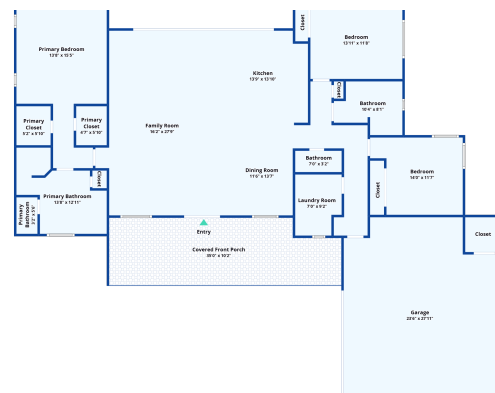 Closet
Bedroom
13'11" x 11'8"
Primary Bedroom
13'8" x 15'5"
Kitchen
13'9" x 13'10"
Closet
Bathroom
10'4" x 8'1"
Primary
Closet
5'2" x 5'10"
Primary
Closet
4'7" x 5'10"
Family Room
16'2" x 27'9"
Bathroom
7'0" x 3'2"
Dining Room
11'6" x 13'7"
Bedroom
14'0" x 11'7"
Closet
Closet
Primary Bathroom
13'8" x 12'11"
Laundry Room
7'0" x 9'2"
Primary
Bathroom
Entry
Closet
Covered Front Porch
35'0" x 10'2"
Garage
23'6" x 27'11"